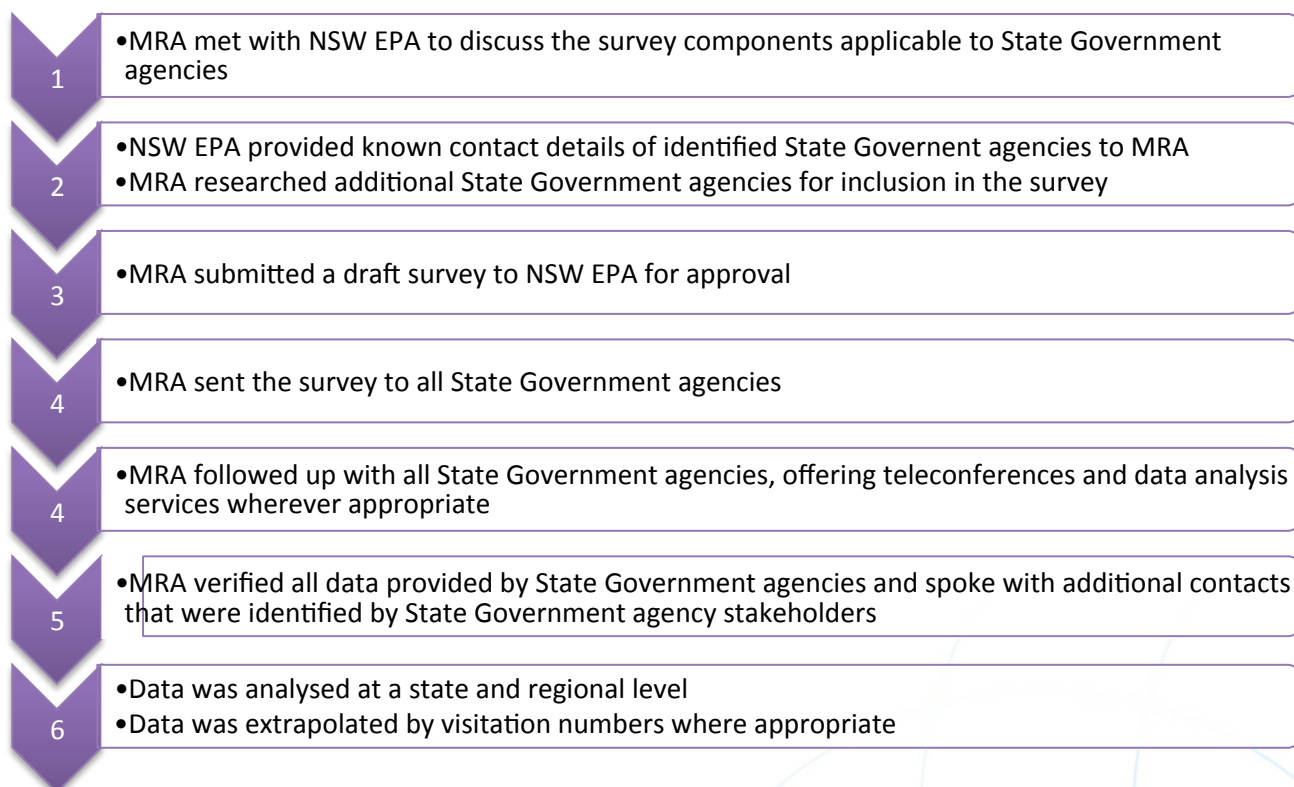 1
•MRA met with NSW EPA to discuss the survey components applicable to State Government
agencies
2
•NSW EPA provided known contact details of identified State Governent agencies to MRA
•MRA researched additional State Government agencies for inclusion in the survey
3
•MRA submitted a draft survey to NSW EPA for approval
4
•MRA sent the survey to all State Government agencies
4
•MRA followed up with all State Government agencies, offering teleconferences and data analysis
services wherever appropriate
5
•MRA verified all data provided by State Government agencies and spoke with additional contacts
that were identified by State Government agency stakeholders
6
•Data was analysed at a state and regional level
•Data was extrapolated by visitation numbers where appropriate